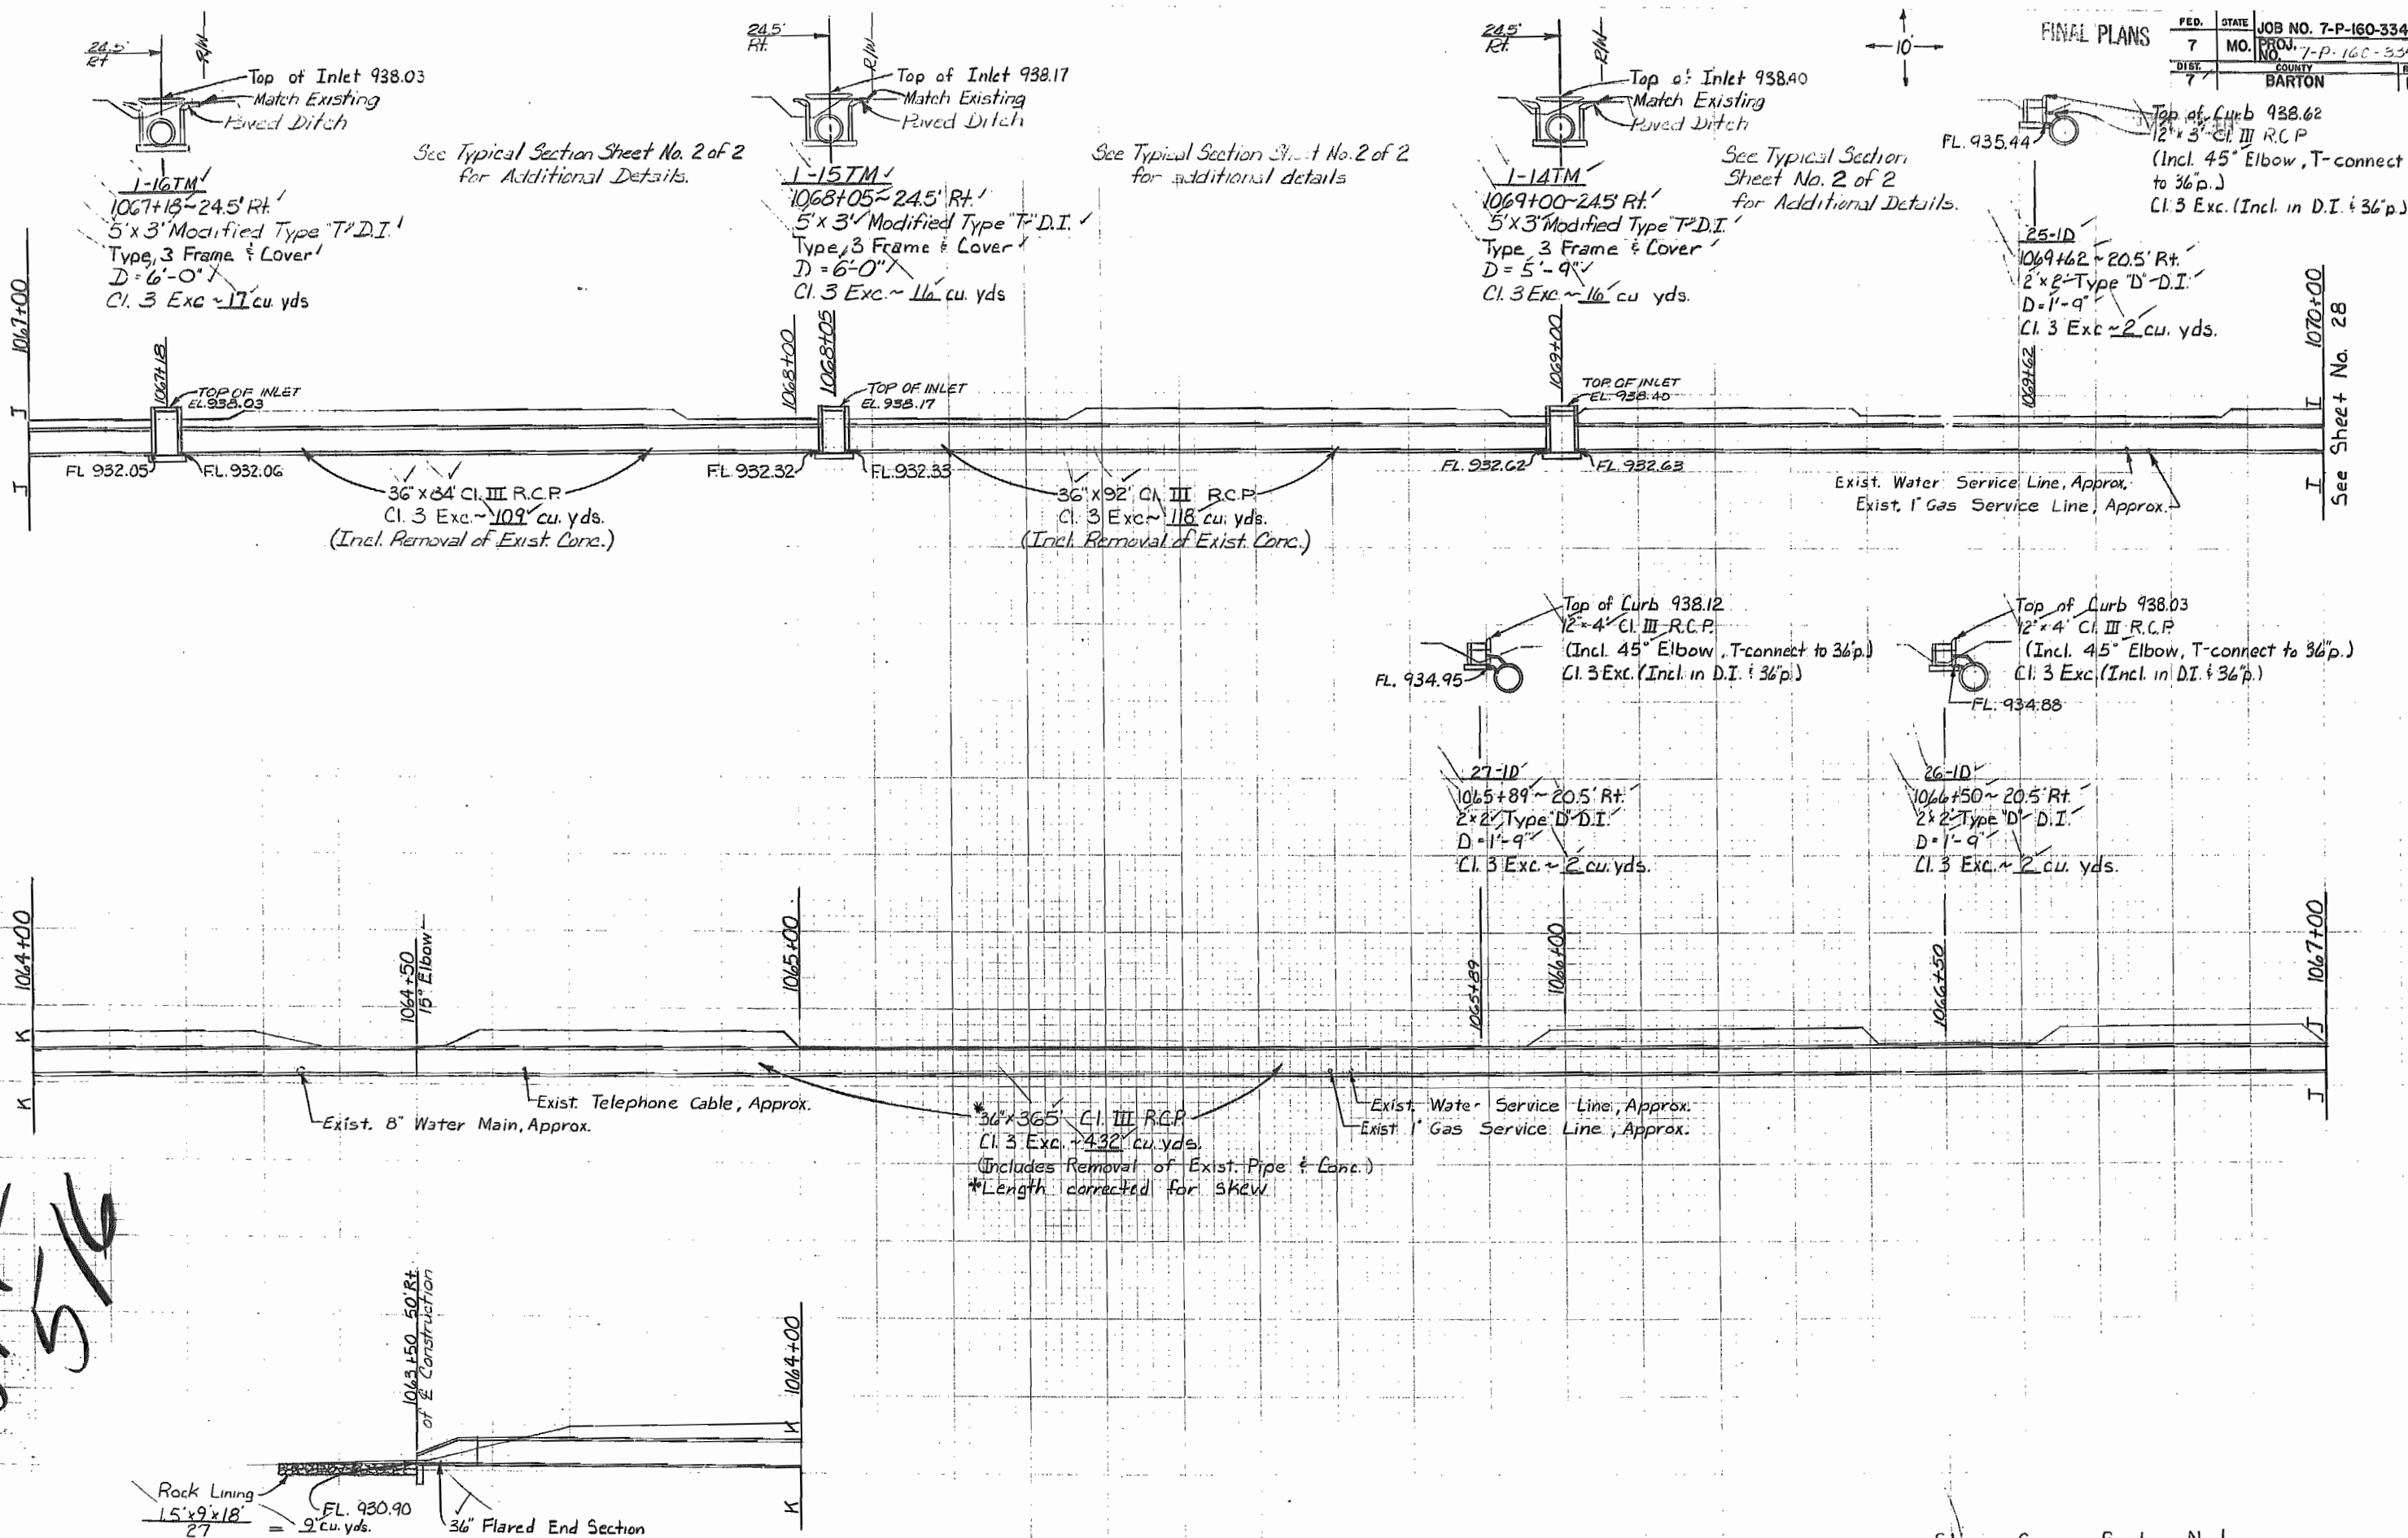 FINAL PLANS
FED. STATE JOB NO. 7-P-160-334
7 MO. PROJ. NO. 7-P-160-334
DIST. COUNTY
7 BARTON
10'
24.5' Rt
R/W
Top of Inlet 938.03
Match Existing
Paved Ditch
1-16TM
1067+18~24.5' Rt.
5'x3' Modified Type "T" D.I.
Type 3 Frame & Cover
D = 6'-0"
Cl. 3 Exc ~ 17 cu. yds
See Typical Section Sheet No. 2 of 2
for Additional Details.
24.5' Rt.
R/W
Top of Inlet 938.17
Match Existing
Paved Ditch
1-15TM
1068+05~24.5' Rt.
5'x3' Modified Type "T" D.I.
Type 3 Frame & Cover
D = 6'-0"
Cl. 3 Exc. ~ 16 cu. yds
See Typical Section Sheet No. 2 of 2
for additional details
24.5' Rt.
R/W
Top of Inlet 938.40
Match Existing
Paved Ditch
1-14TM
1069+00~24.5' Rt.
5'x3' Modified Type "T" D.I.
Type 3 Frame & Cover
D = 5'-9"
Cl. 3 Exc. ~ 16 cu yds.
See Typical Section
Sheet No. 2 of 2
for Additional Details.
FL. 935.44
Top of Curb 938.62
12" x 3' Cl. III R.C.P
(Incl. 45° Elbow, T-connect
to 36"p.)
Cl. 3 Exc. (Incl. in D.I. & 36"p.)
25-1D
1069+62~20.5' Rt.
2'x2' Type "D" D.I.
D=1'-9"
Cl. 3 Exc ~ 2 cu. yds.
1067+00
J J
1067+18
TOP OF INLET
EL. 938.03
1068+00
1068+05
TOP OF INLET
EL. 938.17
1069+00
TOP OF INLET
EL. 938.40
1069+62
1070+00
I I
See Sheet No. 28
FL 932.05
FL. 932.06
36" x 84' Cl. III R.C.P.
Cl. 3 Exc. ~ 109 cu. yds.
(Incl. Removal of Exist. Conc.)
FL 932.32
FL. 932.33
36" x 92' Cl. III R.C.P.
Cl. 3 Exc ~ 118 cu. yds.
(Incl. Removal of Exist. Conc.)
FL. 932.62
FL 932.63
Exist. Water Service Line, Approx.
Exist. 1" Gas Service Line, Approx.
Top of Curb 938.12
12" x 4' Cl. III R.C.P.
(Incl. 45° Elbow, T-connect to 36"p.)
Cl. 3 Exc. (Incl. in D.I. & 36"p.)
FL. 934.95
27-1D
1065+89~20.5' Rt.
2'x2' Type "D" D.I.
D=1'-9"
Cl. 3 Exc. ~ 2 cu. yds.
Top of Curb 938.03
12" x 4' Cl. III R.C.P.
(Incl. 45° Elbow, T-connect to 36"p.)
Cl. 3 Exc. (Incl. in D.I. & 36"p.)
FL. 934.88
26-1D
1066+50~20.5' Rt.
2'x2' Type "D" D.I.
D=1'-9"
Cl. 3 Exc. ~ 2 cu. yds.
1064+00
K K
1064+50
15° Elbow
1065+00
1065+89
1066+00
1066+50
1067+00
J J
Exist. 8" Water Main, Approx.
Exist. Telephone Cable, Approx.
*36" x 365' Cl. III R.C.P.
Cl. 3 Exc. ~ 432 cu. yds.
(Includes Removal of Exist. Pipe & Conc.)
*Length corrected for skew
Exist. Water Service Line, Approx.
Exist 1" Gas Service Line, Approx.
5/16
1063+50 50' Rt.
of ℄ Construction
1064+00
K K
Rock Lining
1.5'x9'x18'
27 = 9 cu. yds.
FL. 930.90
36" Flared End Section